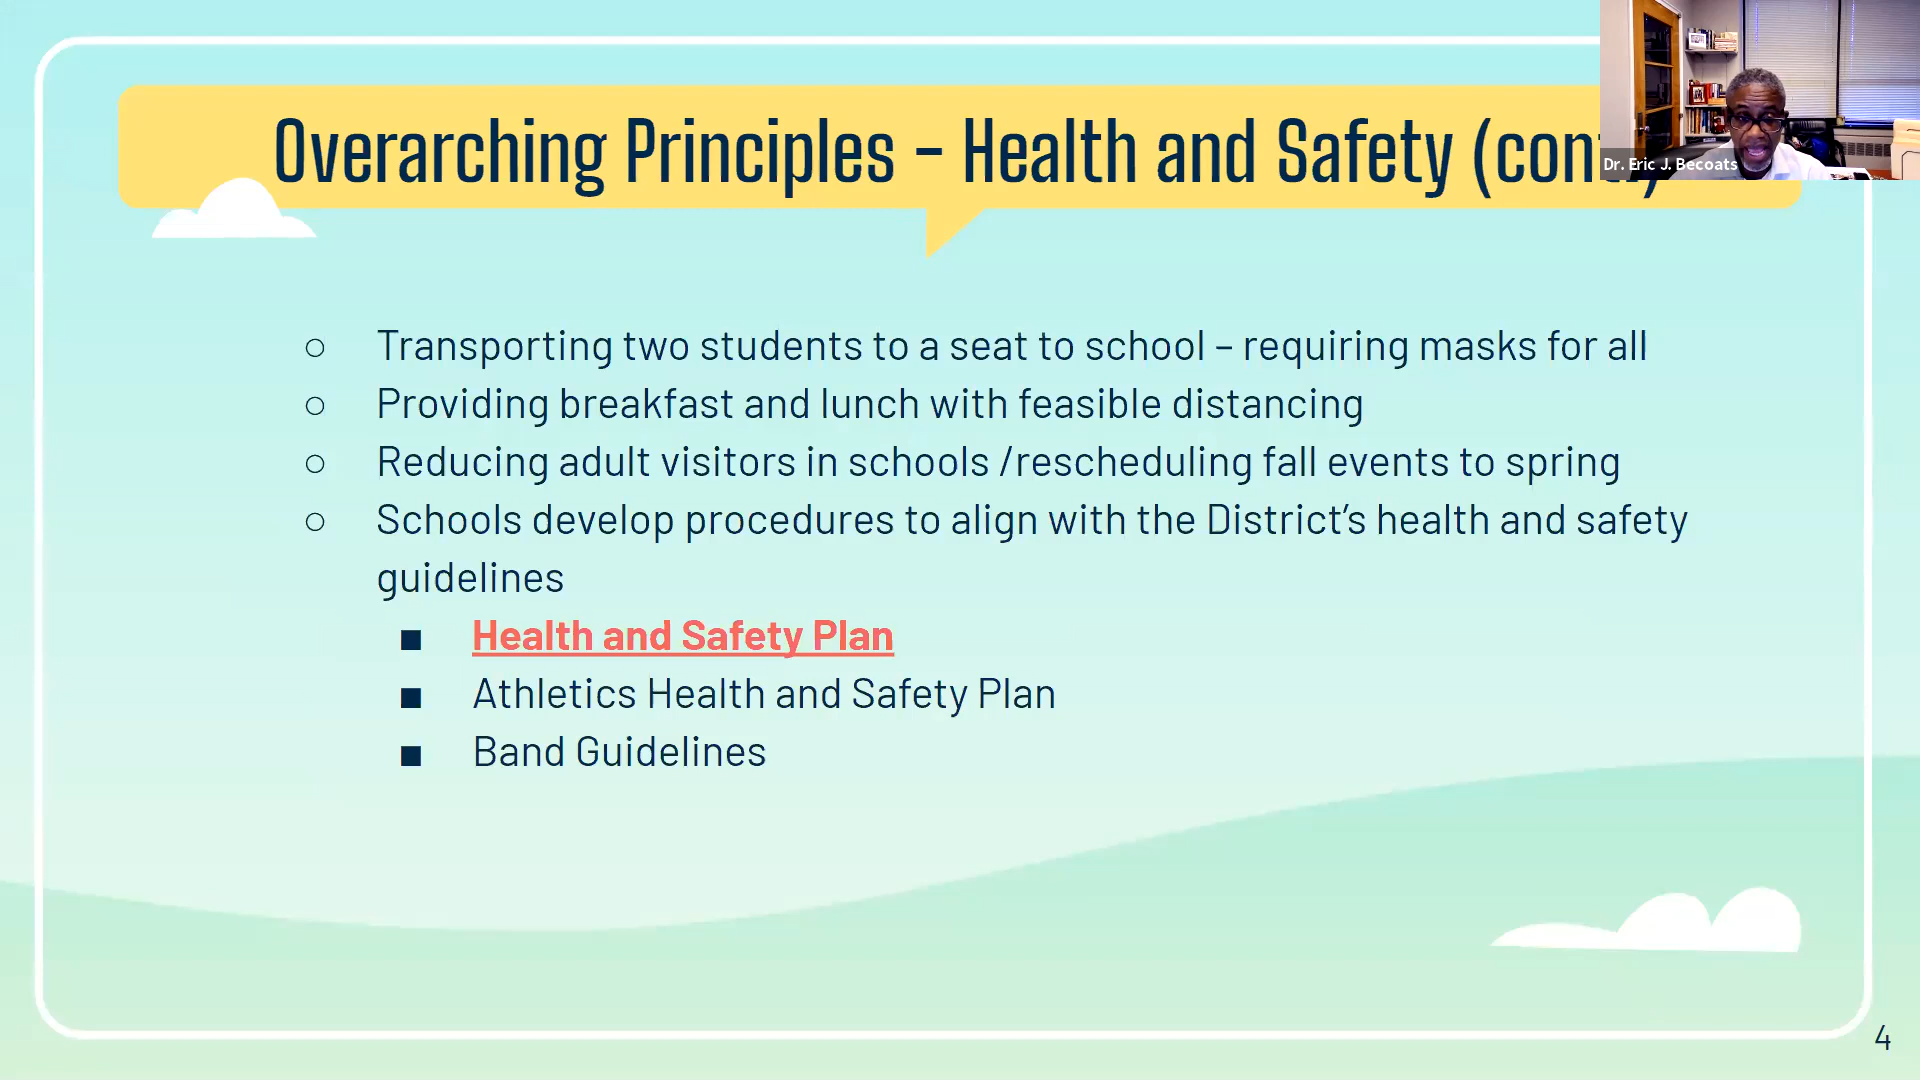 Overarching Principles - Health and Safety (cont.)
Dr. Eric J. Becoats
○ Transporting two students to a seat to school – requiring masks for all
○ Providing breakfast and lunch with feasible distancing
○ Reducing adult visitors in schools /rescheduling fall events to spring
○ Schools develop procedures to align with the District’s health and safety
guidelines
■ Health and Safety Plan
■ Athletics Health and Safety Plan
■ Band Guidelines
4